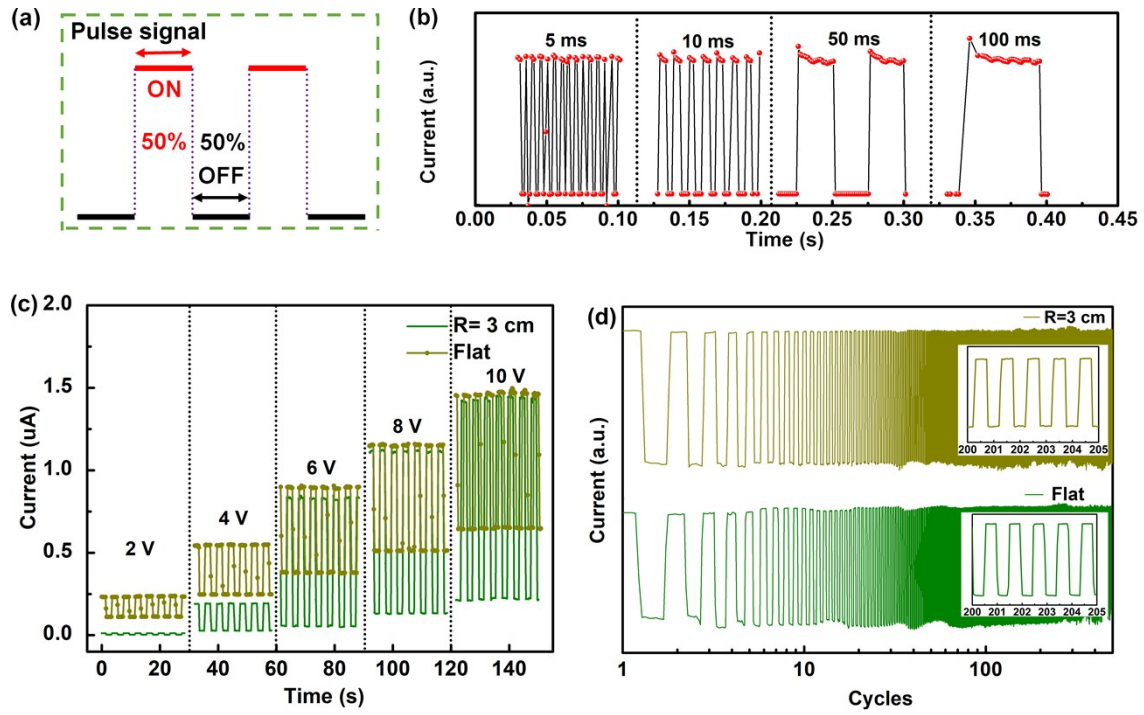 (a)
Pulse signal
ON
50%
50%
OFF
(b)
5 ms
10 ms
50 ms
100 ms
Current (a.u.)
0.00
0.05
0.10
0.15
0.20
0.25
0.30
0.35
0.40
0.45
Time (s)
(c)
2.0
1.5
1.0
0.5
0.0
Current (uA)
R= 3 cm
Flat
2 V
4 V
6 V
8 V
10 V
0
20
40
60
80
100
120
140
Time (s)
(d)
R=3 cm
200
201
202
203
204
205
Flat
200
201
202
203
204
205
Current (a.u.)
1
10
100
Cycles